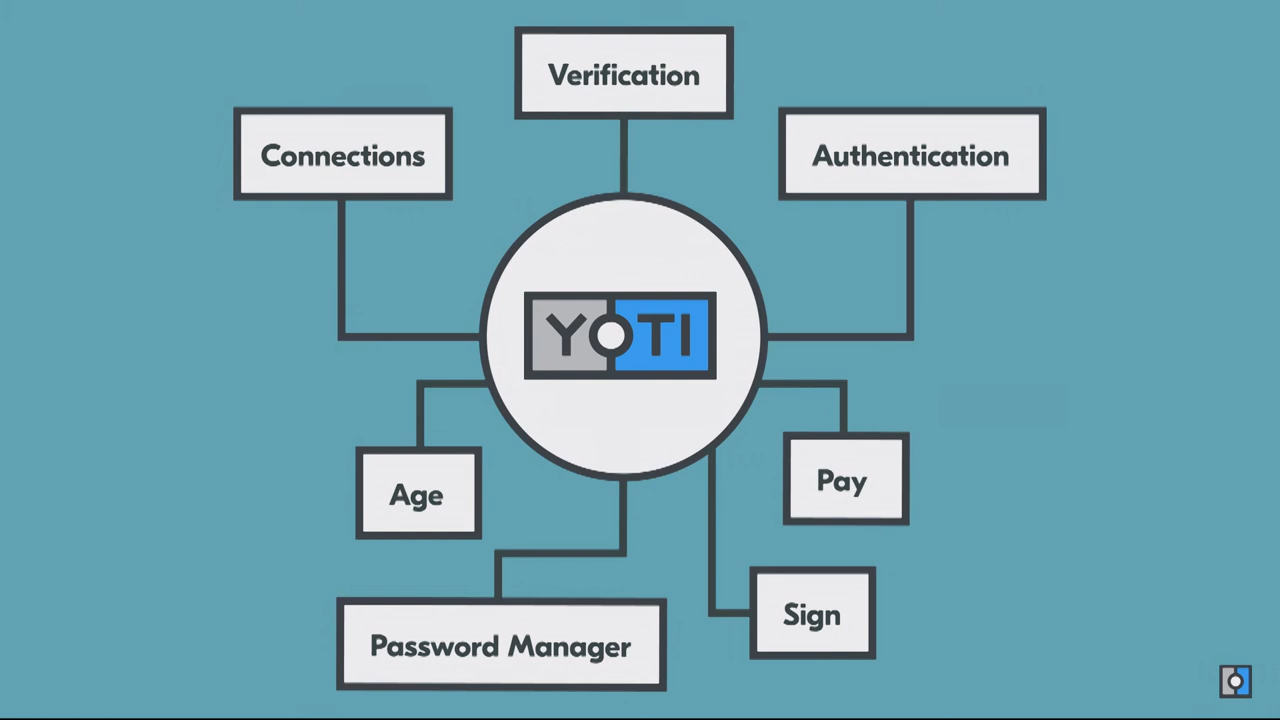 Verification
Connections
Authentication
YOTI
Age
Pay
Sign
Password Manager